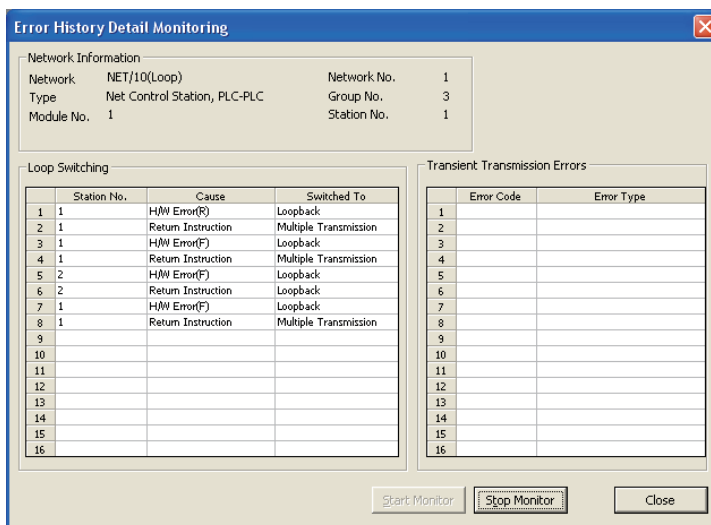 Error History Detail Monitoring
Network Information
Network NET/10(Loop) Network No. 1
Type Net Control Station, PLC-PLC Group No. 3
Module No. 1 Station No. 1
Loop Switching
Station No. Cause Switched To
1 1 H/W Error(R) Loopback
2 1 Return Instruction Multiple Transmission
3 1 H/W Error(F) Loopback
4 1 Return Instruction Multiple Transmission
5 2 H/W Error(F) Loopback
6 2 Return Instruction Multiple Transmission
7 1 H/W Error(F) Loopback
8 1 Return Instruction Multiple Transmission
9
10
11
12
13
14
15
16
Transient Transmission Errors
Error Code Error Type
1
2
3
4
5
6
7
8
9
10
11
12
13
14
15
16
Start Monitor Stop Monitor Close